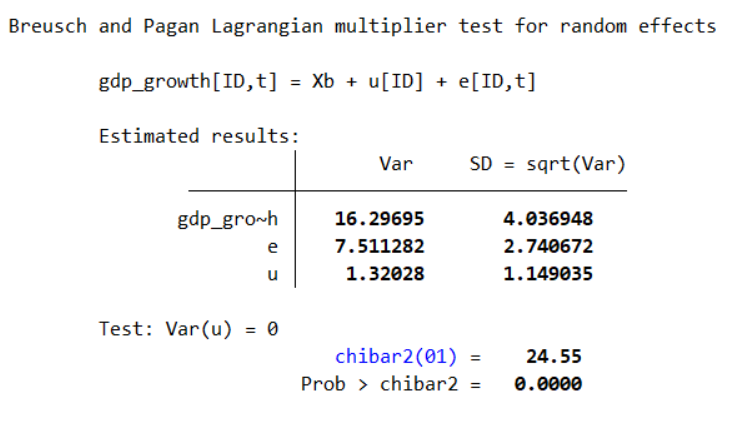 Breusch and Pagan Lagrangian multiplier test for random effects
gdp_growth[ID,t] = Xb + u[ID] + e[ID,t]
Estimated results:
Var SD = sqrt(Var)
gdp_gro~h 16.29695 4.036948
e 7.511282 2.740672
u 1.32028 1.149035
Test: Var(u) = 0
chibar2(01) = 24.55
Prob > chibar2 = 0.0000